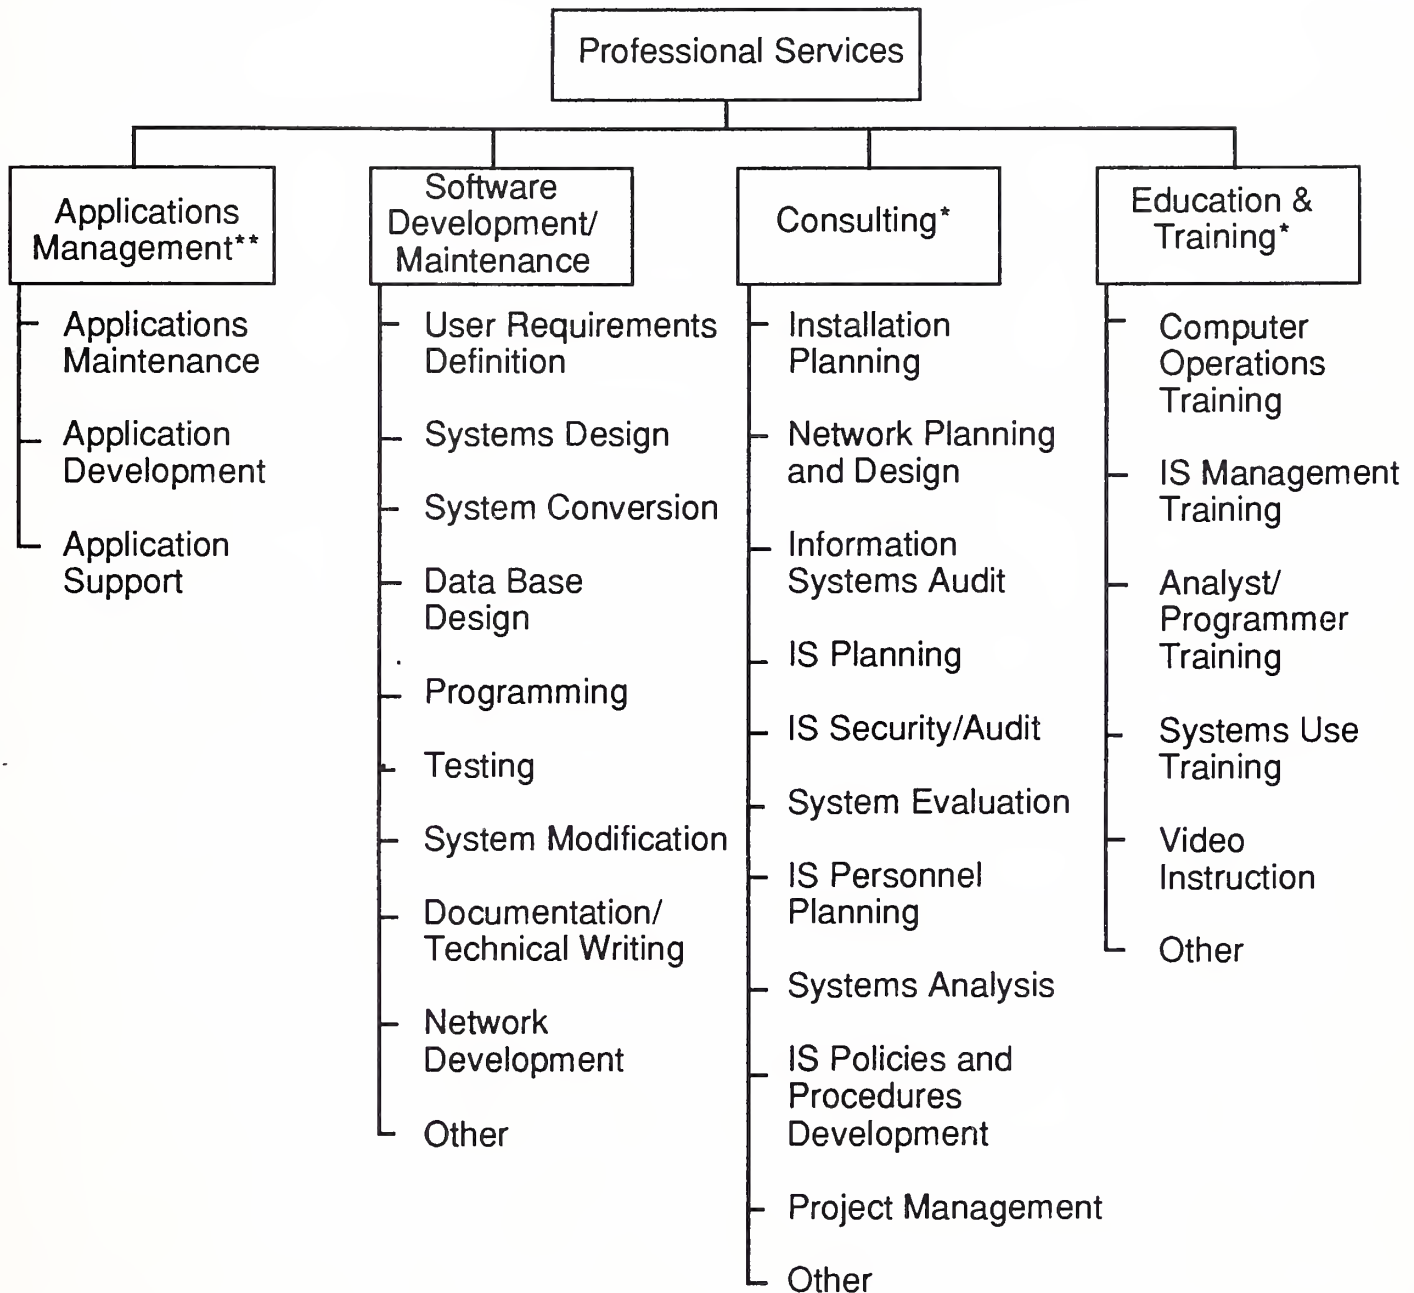 Professional Services
Applications
Management**
Applications
Maintenance
Application
Development
Application
Support
Software
Development/
Maintenance
User Requirements
Definition
Systems Design
System Conversion
Data Base
Design
Programming
Testing
System Modification
Documentation/
Technical Writing
Network
Development
Other
Consulting*
Installation
Planning
Network Planning
and Design
Information
Systems Audit
IS Planning
IS Security/Audit
System Evaluation
IS Personnel
Planning
Systems Analysis
IS Policies and
Procedures
Development
Project Management
Other
Education &
Training*
Computer
Operations
Training
IS Management
Training
Analyst/
Programmer
Training
Systems Use
Training
Video
Instruction
Other